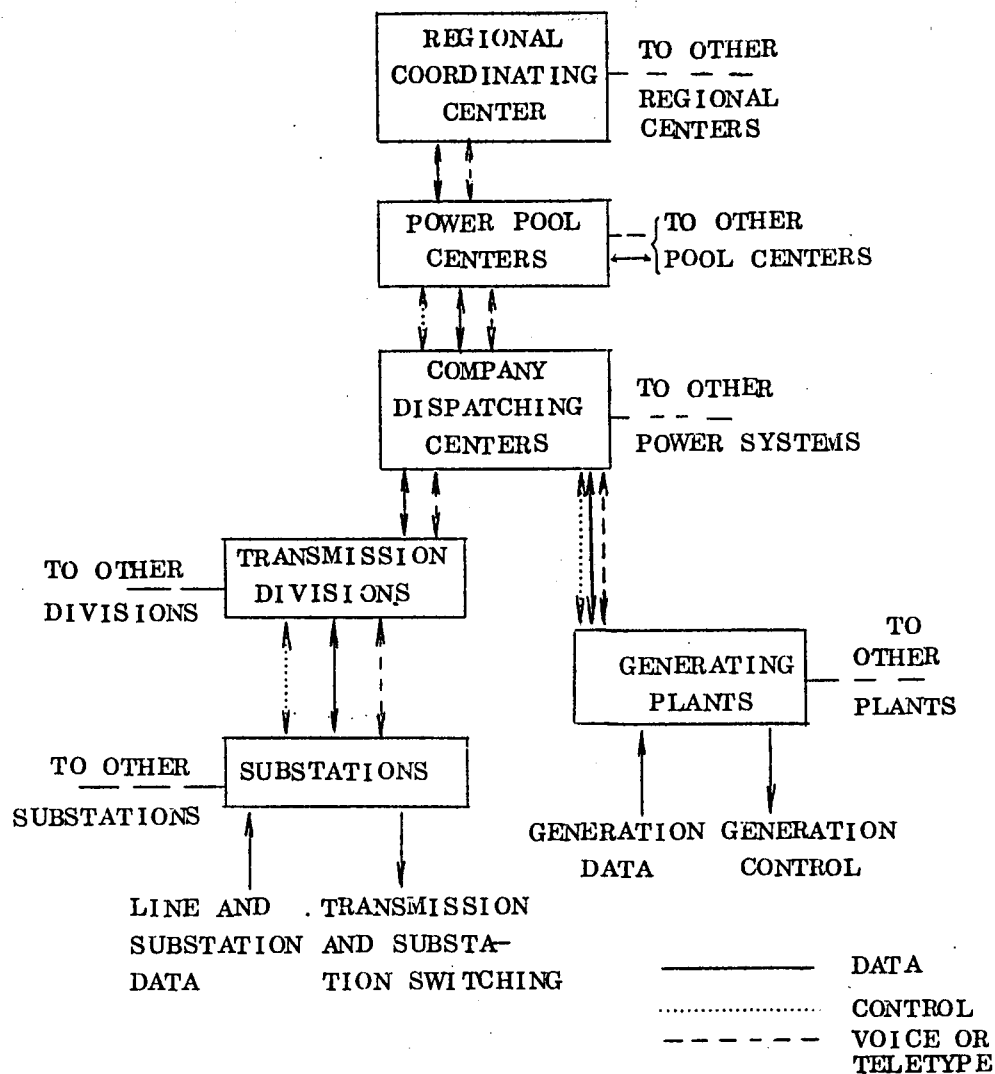 REGIONAL
COORDINATING
CENTER
TO OTHER
REGIONAL
CENTERS
POWER POOL
CENTERS
TO OTHER
POOL CENTERS
COMPANY
DISPATCHING
CENTERS
TO OTHER
POWER SYSTEMS
TRANSMISSION
DIVISIONS
TO OTHER
DIVISIONS
GENERATING
PLANTS
TO
OTHER
PLANTS
SUBSTATIONS
TO OTHER
SUBSTATIONS
GENERATION
DATA
GENERATION
CONTROL
LINE AND
SUBSTATION
DATA
TRANSMISSION
AND SUBSTA-
TION SWITCHING
DATA
CONTROL
VOICE OR
TELETYPE